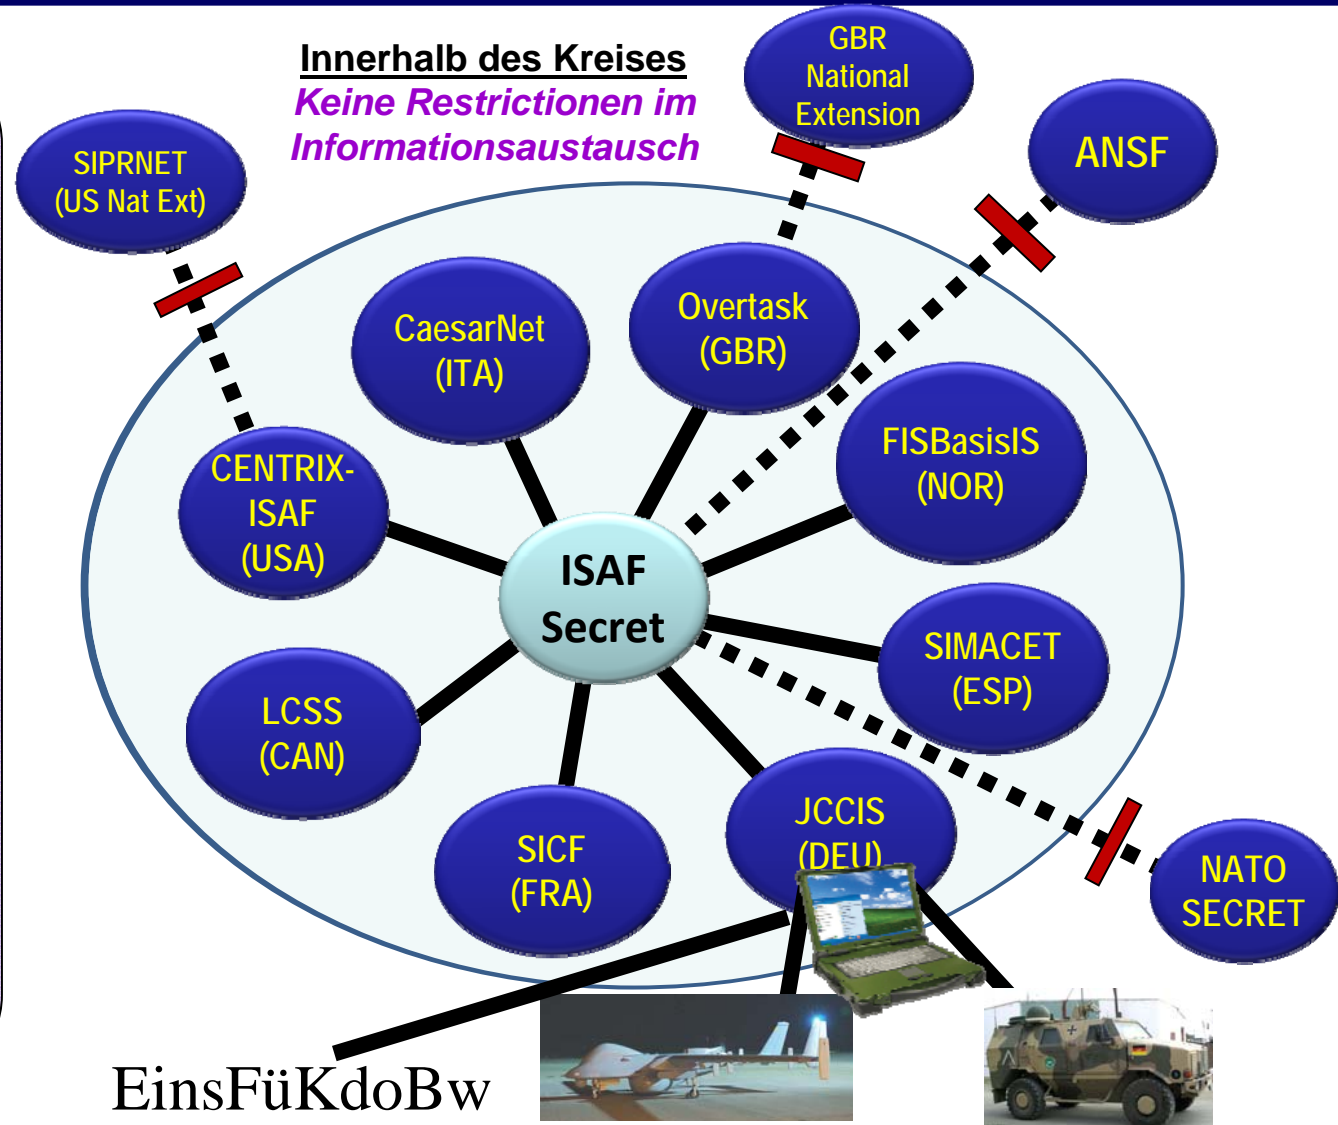 Innerhalb des Kreises
Keine Restrictionen im
Informationsaustausch
GBR
National
Extension
ANSF
SIPRNET
(US Nat Ext)
CaesarNet
(ITA)
Overtask
(GBR)
FISBasisIS
(NOR)
CENTRIX-
ISAF
(USA)
ISAF
Secret
SIMACET
(ESP)
LCSS
(CAN)
SICF
(FRA)
JCCIS
(DEU)
NATO
SECRET
EinsFüKdoBw